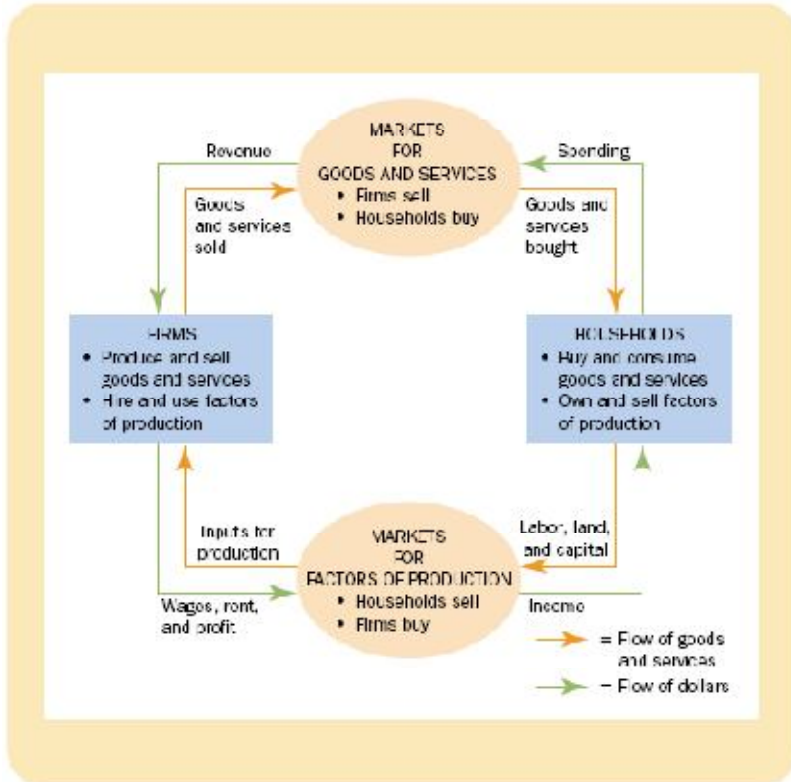 MARKETS
FOR
GOODS AND SERVICES
• Firms sell
• Households buy
Revenue
Spending
Goods
and services
sold
Goods and
services
bought
FIRMS
• Produce and sell
goods and services
• Hire and use factors
of production
HOUSEHOLDS
• Buy and consume
goods and services
• Own and sell factors
of production
Inputs for
production
Labor, land,
and capital
MARKETS
FOR
FACTORS OF PRODUCTION
• Households sell
• Firms buy
Wages, rent,
and profit
Income
= Flow of goods
and services
= Flow of dollars